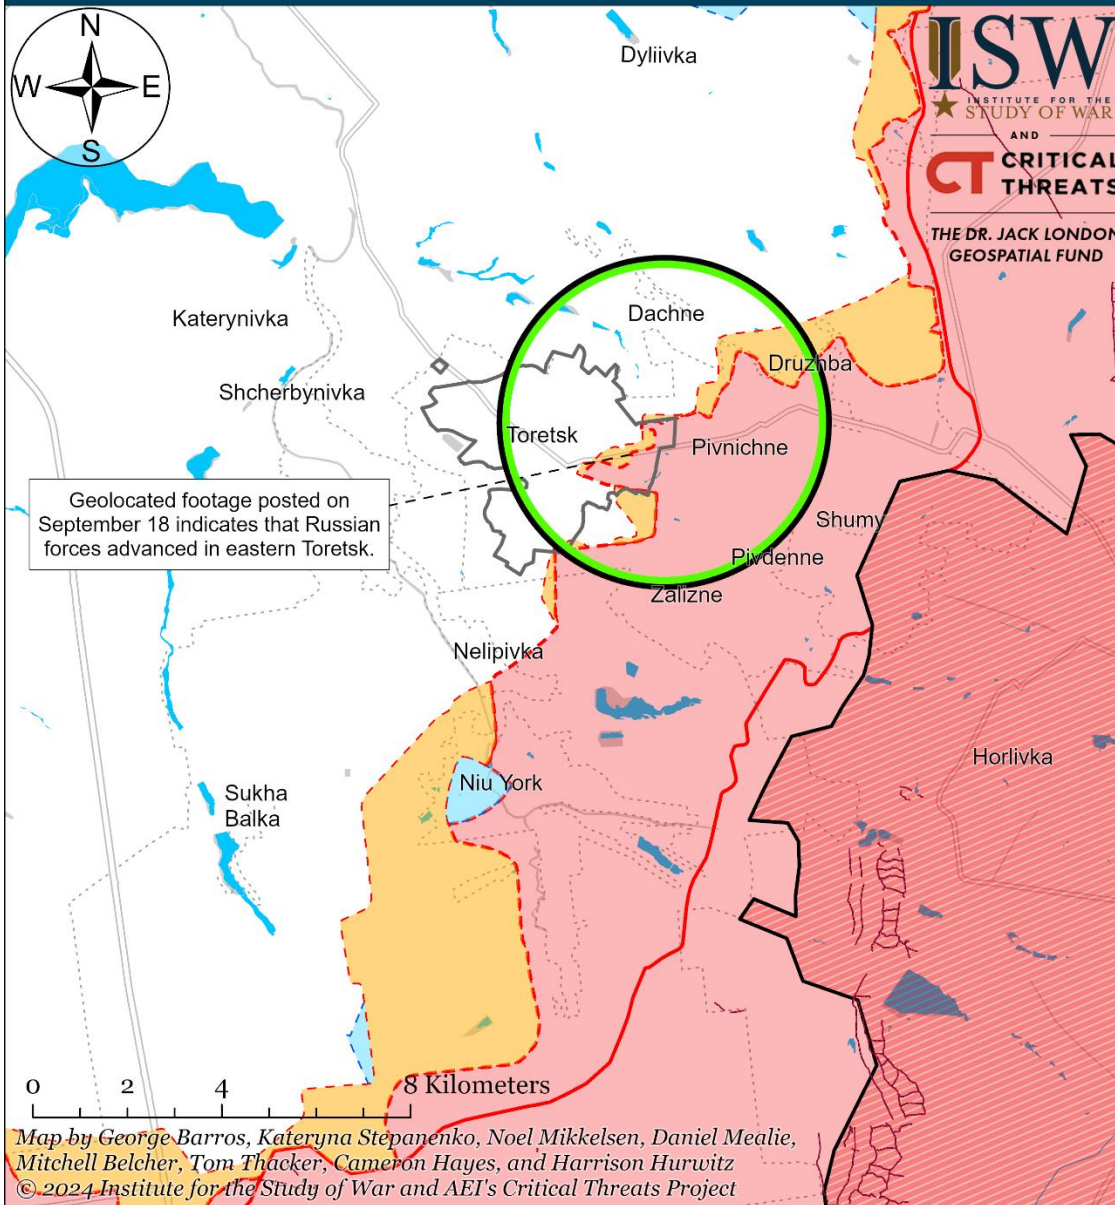 N
W
E
S
Dyliivka
ISW
INSTITUTE FOR THE
STUDY OF WAR
AND
CT CRITICAL
THREATS
THE DR. JACK LONDON
GEOSPATIAL FUND
Dachne
Katerynivka
Druzhba
Shcherbynivka
Toretsk
Pivnichne
Geolocated footage posted on
September 18 indicates that Russian
forces advanced in eastern Toretsk.
Shumy
Pivdenne
Zalizne
Nelipivka
Horlivka
Niu York
Sukha
Balka
0 2 4 8 Kilometers
Map by George Barros, Kateryna Stepanenko, Noel Mikkelsen, Daniel Mealie,
Mitchell Belcher, Tom Thacker, Cameron Hayes, and Harrison Hurwitz
© 2024 Institute for the Study of War and AEI's Critical Threats Project